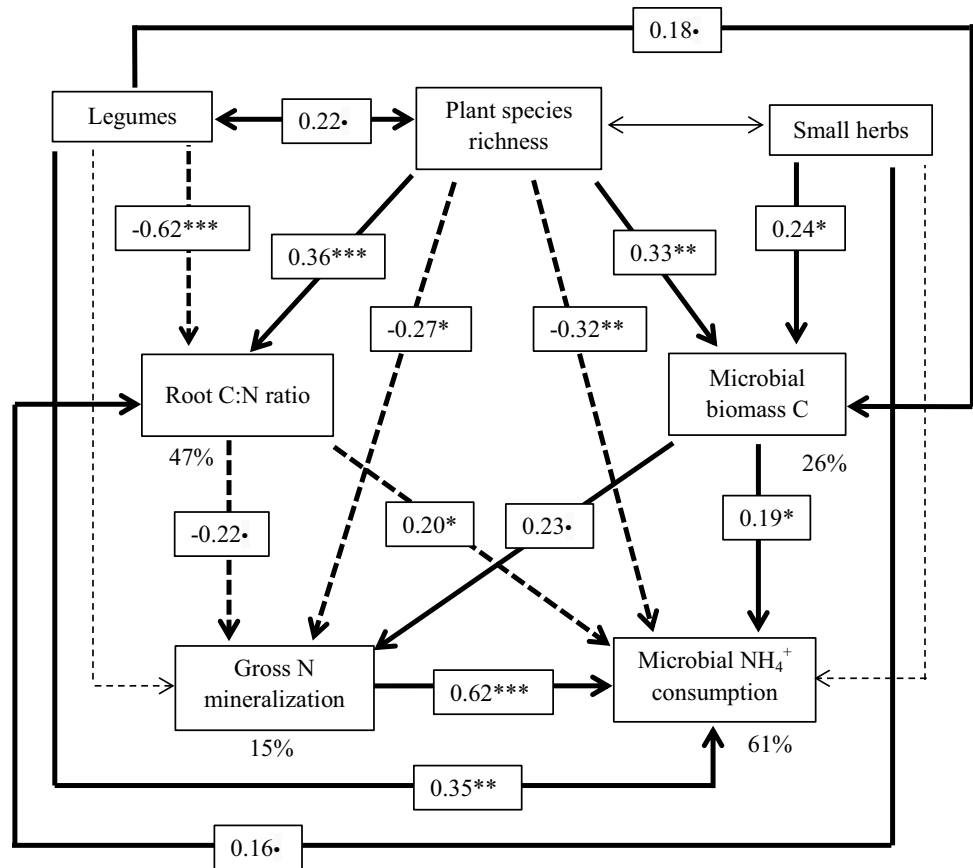 0.18•
Legumes
0.22•
Plant species
richness
Small herbs
-0.62***
0.36***
0.33**
0.24*
-0.27*
-0.32**
Root C:N ratio
Microbial
biomass C
47%
26%
-0.22•
0.20*
0.23•
0.19*
Gross N
mineralization
0.62***
Microbial NH₄⁺
consumption
15%
61%
0.35**
0.16•